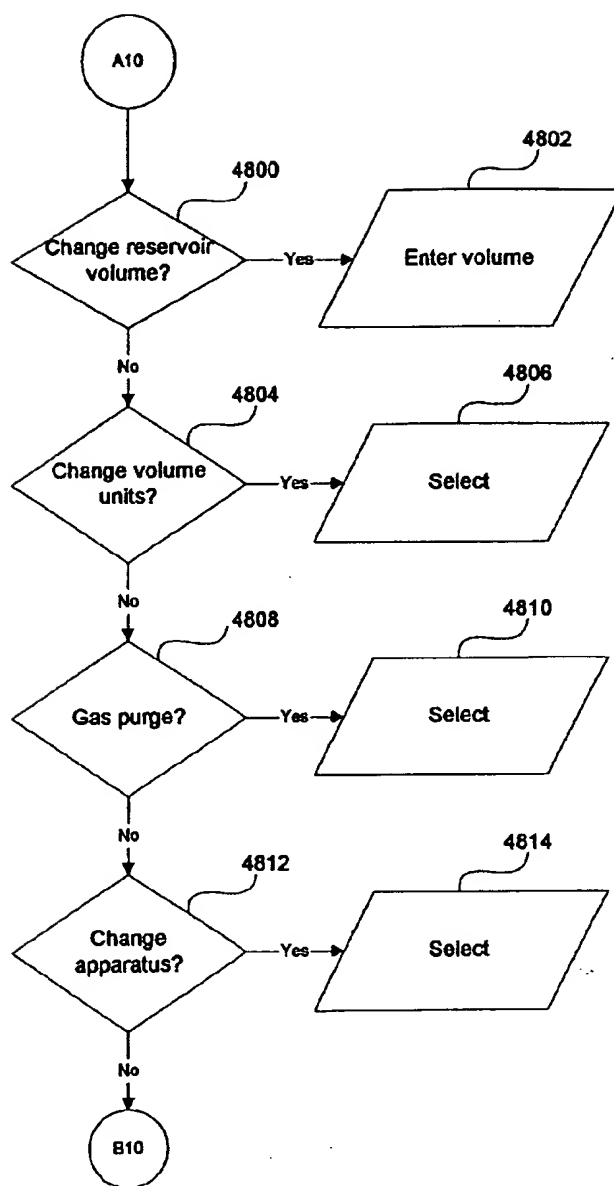 A10
4800
4802
Change reservoir
volume?
Yes
Enter volume
No
4804
4806
Change volume
units?
Yes
Select
No
4808
4810
Gas purge?
Yes
Select
No
4812
4814
Change
apparatus?
Yes
Select
No
B10